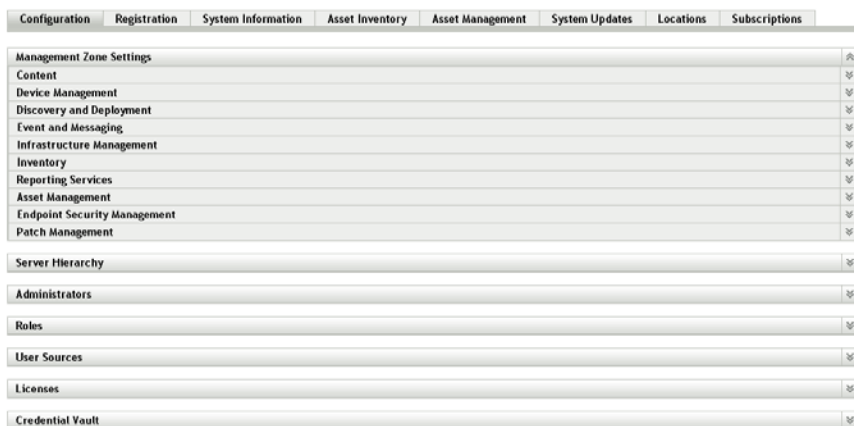 Configuration Registration System Information Asset Inventory Asset Management System Updates Locations Subscriptions
Management Zone Settings
Content
Device Management
Discovery and Deployment
Event and Messaging
Infrastructure Management
Inventory
Reporting Services
Asset Management
Endpoint Security Management
Patch Management
Server Hierarchy
Administrators
Roles
User Sources
Licenses
Credential Vault